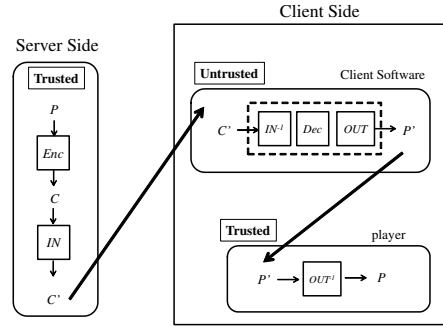 Server Side
Trusted
P
Enc
C
IN
C'
Client Side
Untrusted
Client Software
C' IN⁻¹ Dec OUT P'
Trusted
player
P' OUT⁻¹ P